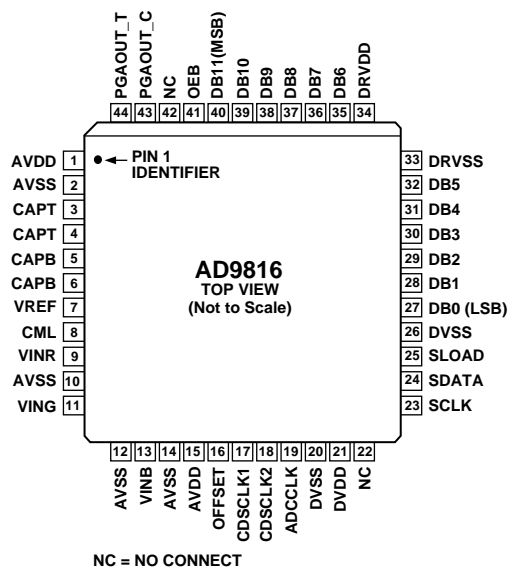 PGAOUT_T
PGAOUT_C
NC
OEB
DB11(MSB)
DB10
DB9
DB8
DB7
DB6
DRVDD
44 43 42 41 40 39 38 37 36 35 34
AVDD 1
AVSS 2
CAPT 3
CAPT 4
CAPB 5
CAPB 6
VREF 7
CML 8
VINR 9
AVSS 10
VING 11
PIN 1
IDENTIFIER
AD9816
TOP VIEW
(Not to Scale)
33 DRVSS
32 DB5
31 DB4
30 DB3
29 DB2
28 DB1
27 DB0 (LSB)
26 DVSS
25 SLOAD
24 SDATA
23 SCLK
12 13 14 15 16 17 18 19 20 21 22
AVSS
VINB
AVSS
AVDD
OFFSET
CDSCLK1
CDSCLK2
ADCCLK
DVSS
DVDD
NC
NC = NO CONNECT